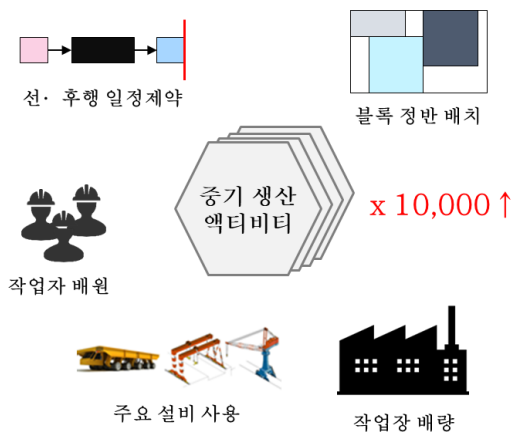 선· 후행 일정제약
블록 정반 배치
중기 생산
액티비티
x 10,000↑
작업자 배원
주요 설비 사용
작업장 배량